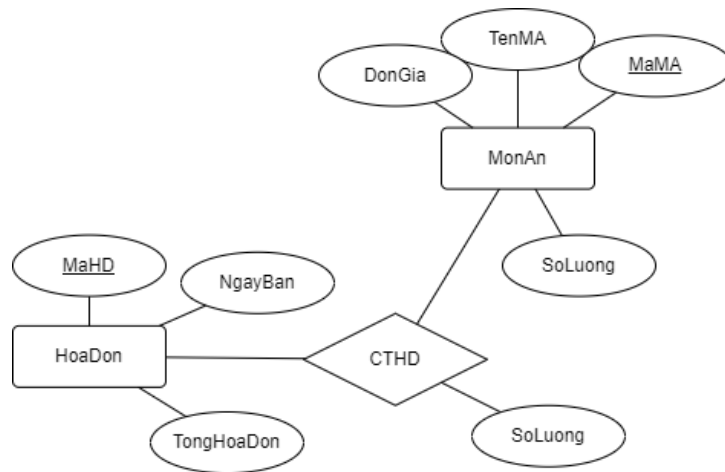 TenMA
DonGia
MaMA
MonAn
MaHD
SoLuong
NgayBan
HoaDon
CTHD
TongHoaDon
SoLuong